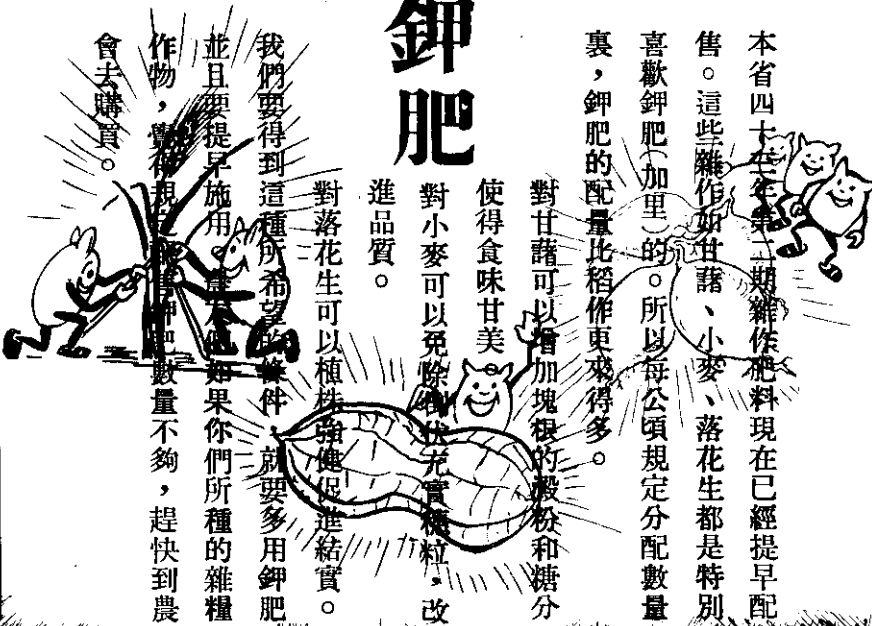 鉀肥
本省四十五年第二期雜作肥料現在已經提早配
售。這些雜作如甘藷、小麥、落花生都是特別
喜歡鉀肥(加里)的。所以每公頃規定分配數量
裏,鉀肥的配量比稻作更來得多。
對甘藷可以增加塊根的澱粉和糖分
使得食味甘美
對小麥可以免除倒伏充實粒,改
進品質。
對落花生可以植株強健促進結實。
我們要得到這種所希望的條件,就要多用鉀肥
並且要提早施用。如果你們所種的雜糧
作物,覺得規定配售鉀肥數量不夠,趕快到農
會去購買。